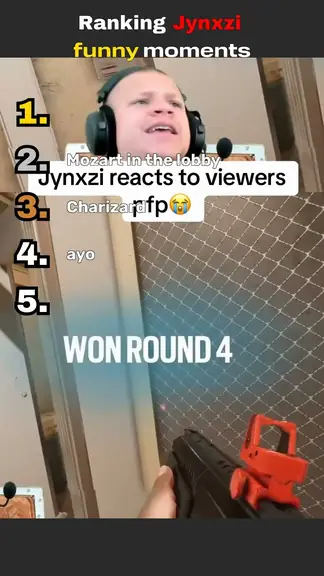 Ranking Jynxzi
funny moments
1.
2. Mozart in the lobby
Jynxzi reacts to viewers
pfp😭
3. Charizard
4. ayo
5.
WON ROUND 4